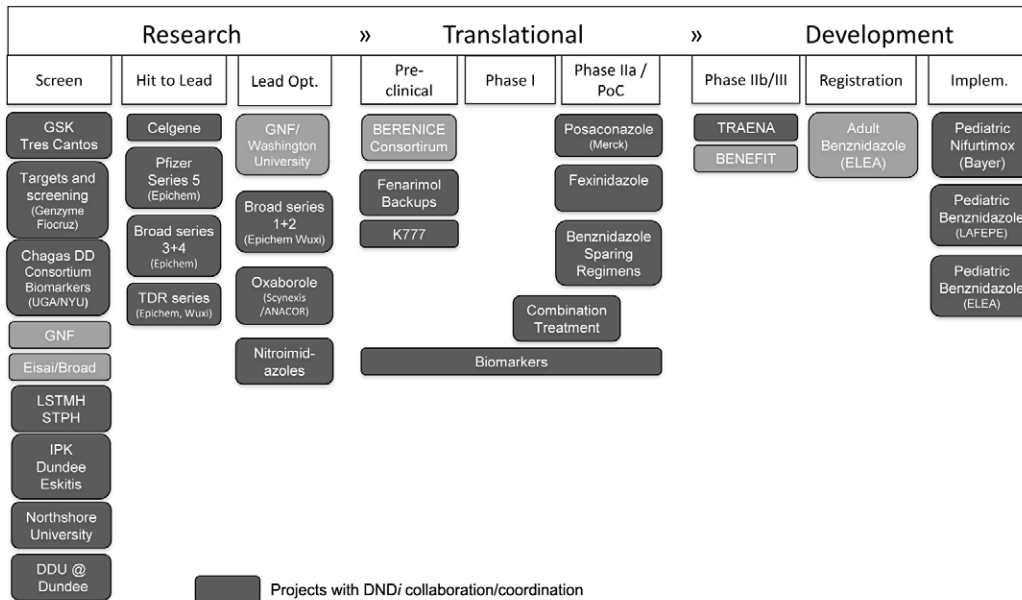 Research » Translational » Development
Screen
Hit to Lead
Lead Opt.
Pre-
clinical
Phase I
Phase IIa /
PoC
Phase IIb/III
Registration
Implem.
GSK
Tres Cantos
Targets and
screening
(Genzyme
Fiocruz)
Chagas DD
Consortium
Biomarkers
(UGA/NYU)
GNF
Eisai/Broad
LSTMH
STPH
IPK
Dundee
Eskitis
Northshore
University
DDU @
Dundee
Celgene
Pfizer
Series 5
(Epichem)
Broad series
3+4
(Epichem)
TDR series
(Epichem, Wuxi)
GNF/
Washington
University
Broad series
1+2
(Epichem Wuxi)
Oxaborole
(Scynexis
/ANACOR)
Nitroimid-
azoles
BERENICE
Consortirum
Fenarimol
Backups
K777
Posaconazole
(Merck)
Fexinidazole
Benznidazole
Sparing
Regimens
Combination
Treatment
Biomarkers
TRAENA
BENEFIT
Adult
Benznidazole
(ELEA)
Pediatric
Nifurtimox
(Bayer)
Pediatric
Benznidazole
(LAFEPE)
Pediatric
Benznidazole
(ELEA)
Projects with DNDi collaboration/coordination